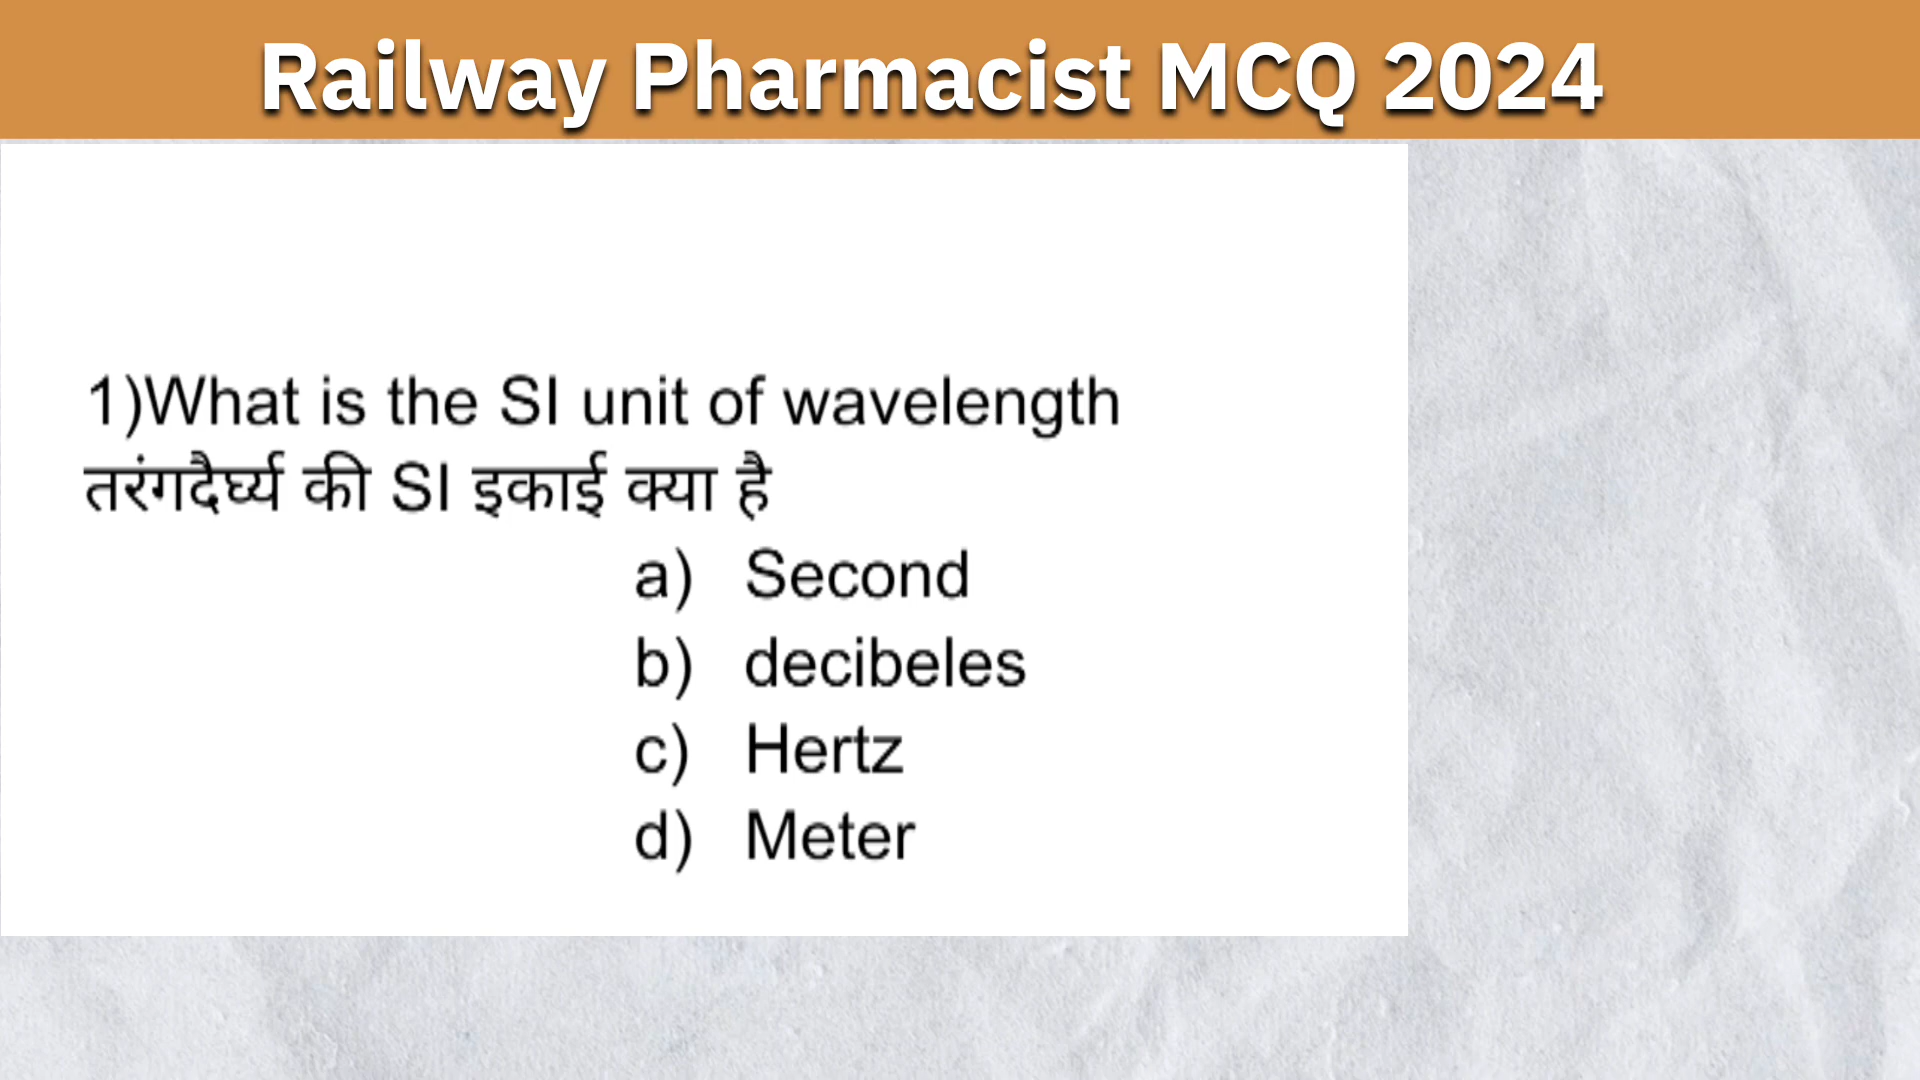 Railway Pharmacist MCQ 2024
1)What is the SI unit of wavelength
तरंगदैर्घ्य की SI इकाई क्या है
a) Second
b) decibeles
c) Hertz
d) Meter